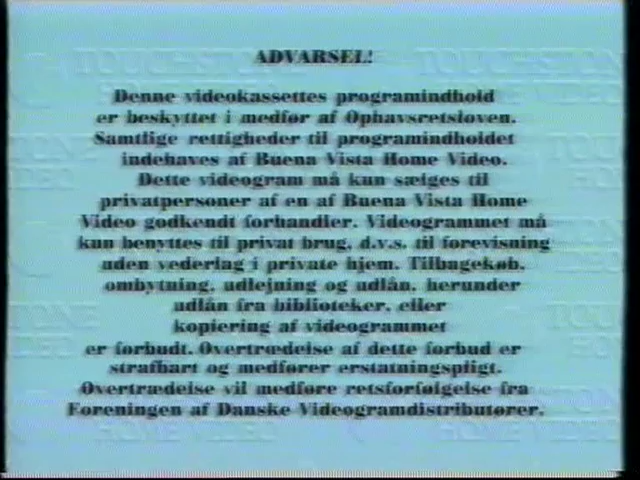 ADVARSEL!
Denne videokassettes programindhold
er beskyttet i medfør af Ophavsretsloven.
Samtlige rettigheder til programindholdet
indehaves af Buena Vista Home Video.
Dette videogram må kun sælges til
privatpersoner af en af Buena Vista Home
Video godkendt forhandler. Videogrammet må
kun benyttes til privat brug, d.v.s. til forevisning
uden vederlag i private hjem. Tilbagekøb,
ombytning, udlejning og udlån, herunder
udlån fra biblioteker, eller
kopiering af videogrammet
er forbudt. Overtrædelse af dette forbud er
strafbart og medfører erstatningspligt.
Overtrædelse vil medføre retsforfølgelse fra
Foreningen af Danske Videogramdistributører.
TOUCHSTONE
HOME VIDEO